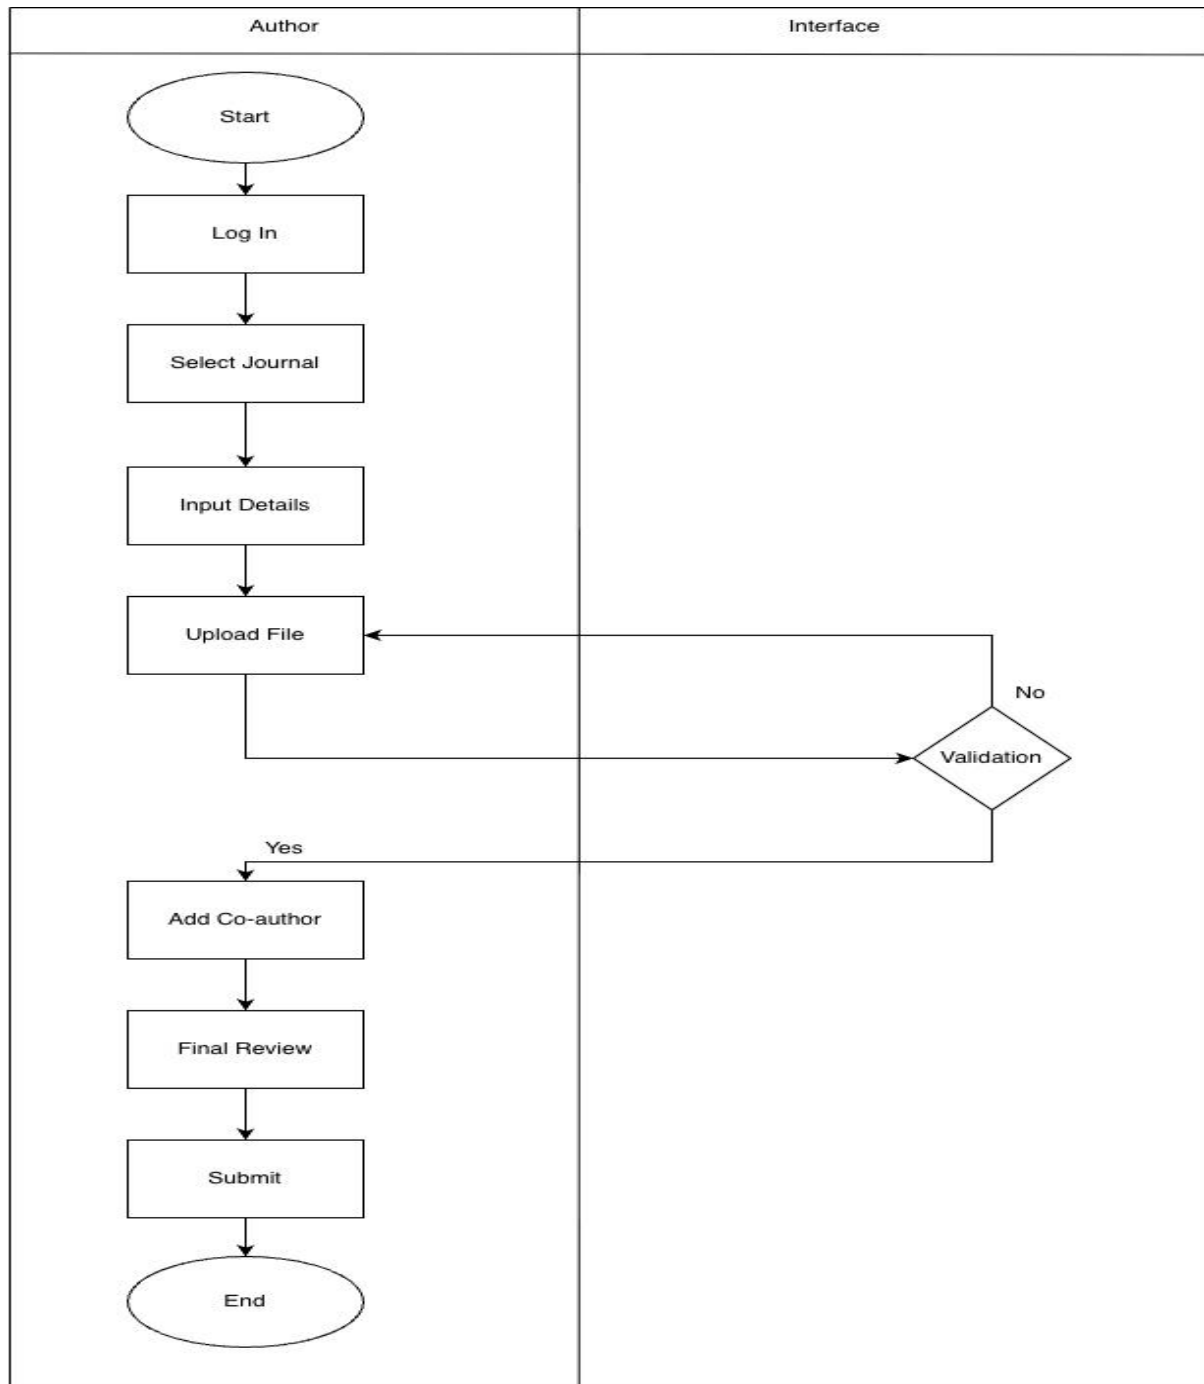 Author
Interface
Start
Log In
Select Journal
Input Details
Upload File
No
Validation
Yes
Add Co-author
Final Review
Submit
End